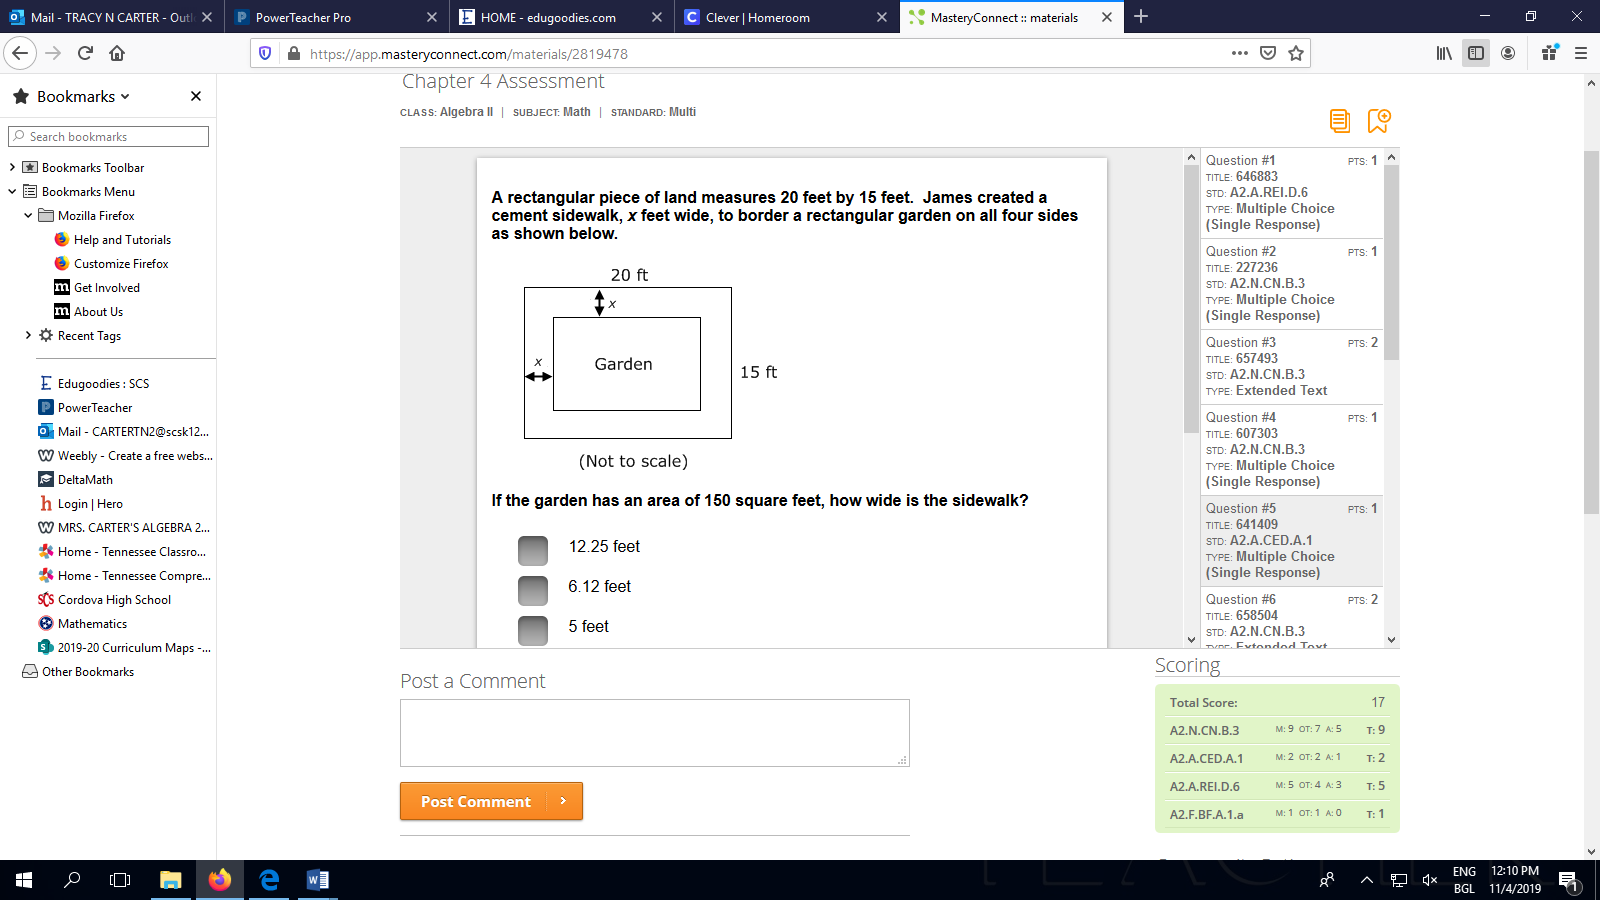 Mail - TRACY N CARTER - Outl
PowerTeacher Pro
HOME - edugoodies.com
Clever | Homeroom
MasteryConnect :: materials
https://app.masteryconnect.com/materials/2819478
Bookmarks
Search bookmarks
Bookmarks Toolbar
Bookmarks Menu
Mozilla Firefox
Help and Tutorials
Customize Firefox
Get Involved
About Us
Recent Tags
Edugoodies : SCS
PowerTeacher
Mail - CARTERTN2@scsk12...
Weebly - Create a free webs...
DeltaMath
Login | Hero
MRS. CARTER'S ALGEBRA 2...
Home - Tennessee Classro...
Home - Tennessee Compre...
Cordova High School
Mathematics
2019-20 Curriculum Maps -...
Other Bookmarks
Chapter 4 Assessment
CLASS: Algebra II | SUBJECT: Math | STANDARD: Multi
A rectangular piece of land measures 20 feet by 15 feet. James created a
cement sidewalk, x feet wide, to border a rectangular garden on all four sides
as shown below.
20 ft
x
x
Garden
15 ft
(Not to scale)
If the garden has an area of 150 square feet, how wide is the sidewalk?
12.25 feet
6.12 feet
5 feet
Question #1 PTS: 1
TITLE: 646883
STD: A2.A.REI.D.6
TYPE: Multiple Choice
(Single Response)
Question #2 PTS: 1
TITLE: 227236
STD: A2.N.CN.B.3
TYPE: Multiple Choice
(Single Response)
Question #3 PTS: 2
TITLE: 657493
STD: A2.N.CN.B.3
TYPE: Extended Text
Question #4 PTS: 1
TITLE: 607303
STD: A2.N.CN.B.3
TYPE: Multiple Choice
(Single Response)
Question #5 PTS: 1
TITLE: 641409
STD: A2.A.CED.A.1
TYPE: Multiple Choice
(Single Response)
Question #6 PTS: 2
TITLE: 658504
STD: A2.N.CN.B.3
TYPE: Extended Text
Post a Comment
Post Comment
Scoring
Total Score: 17
A2.N.CN.B.3 M: 9 OT: 7 A: 5 T: 9
A2.A.CED.A.1 M: 2 OT: 2 A: 1 T: 2
A2.A.REI.D.6 M: 5 OT: 4 A: 3 T: 5
A2.F.BF.A.1.a M: 1 OT: 1 A: 0 T: 1
ENG
BGL
12:10 PM
11/4/2019
1